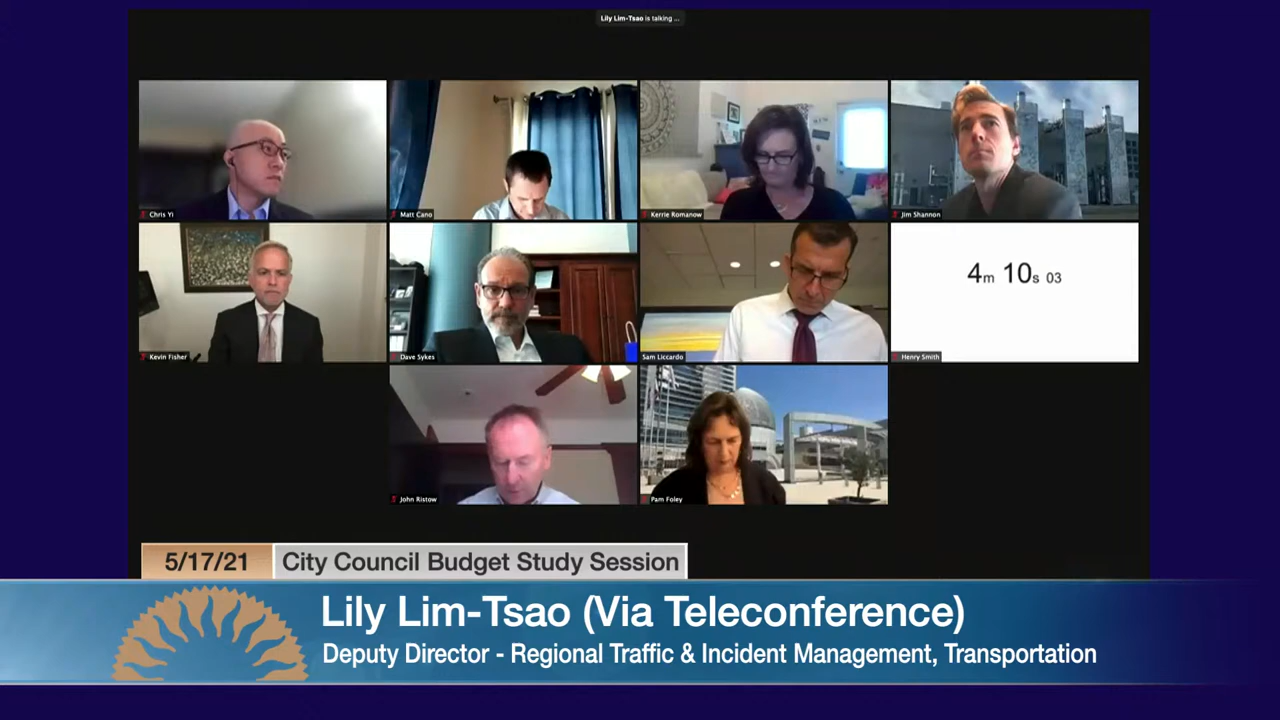 Lily Lim-Tsao is talking ...
Chris Yi
Matt Cano
Kerrie Romanow
Jim Shannon
Kevin Fisher
Dave Sykes
Sam Liccardo
4m 10s 03
Henry Smith
John Ristow
Pam Foley
5/17/21
City Council Budget Study Session
Lily Lim-Tsao (Via Teleconference)
Deputy Director - Regional Traffic & Incident Management, Transportation